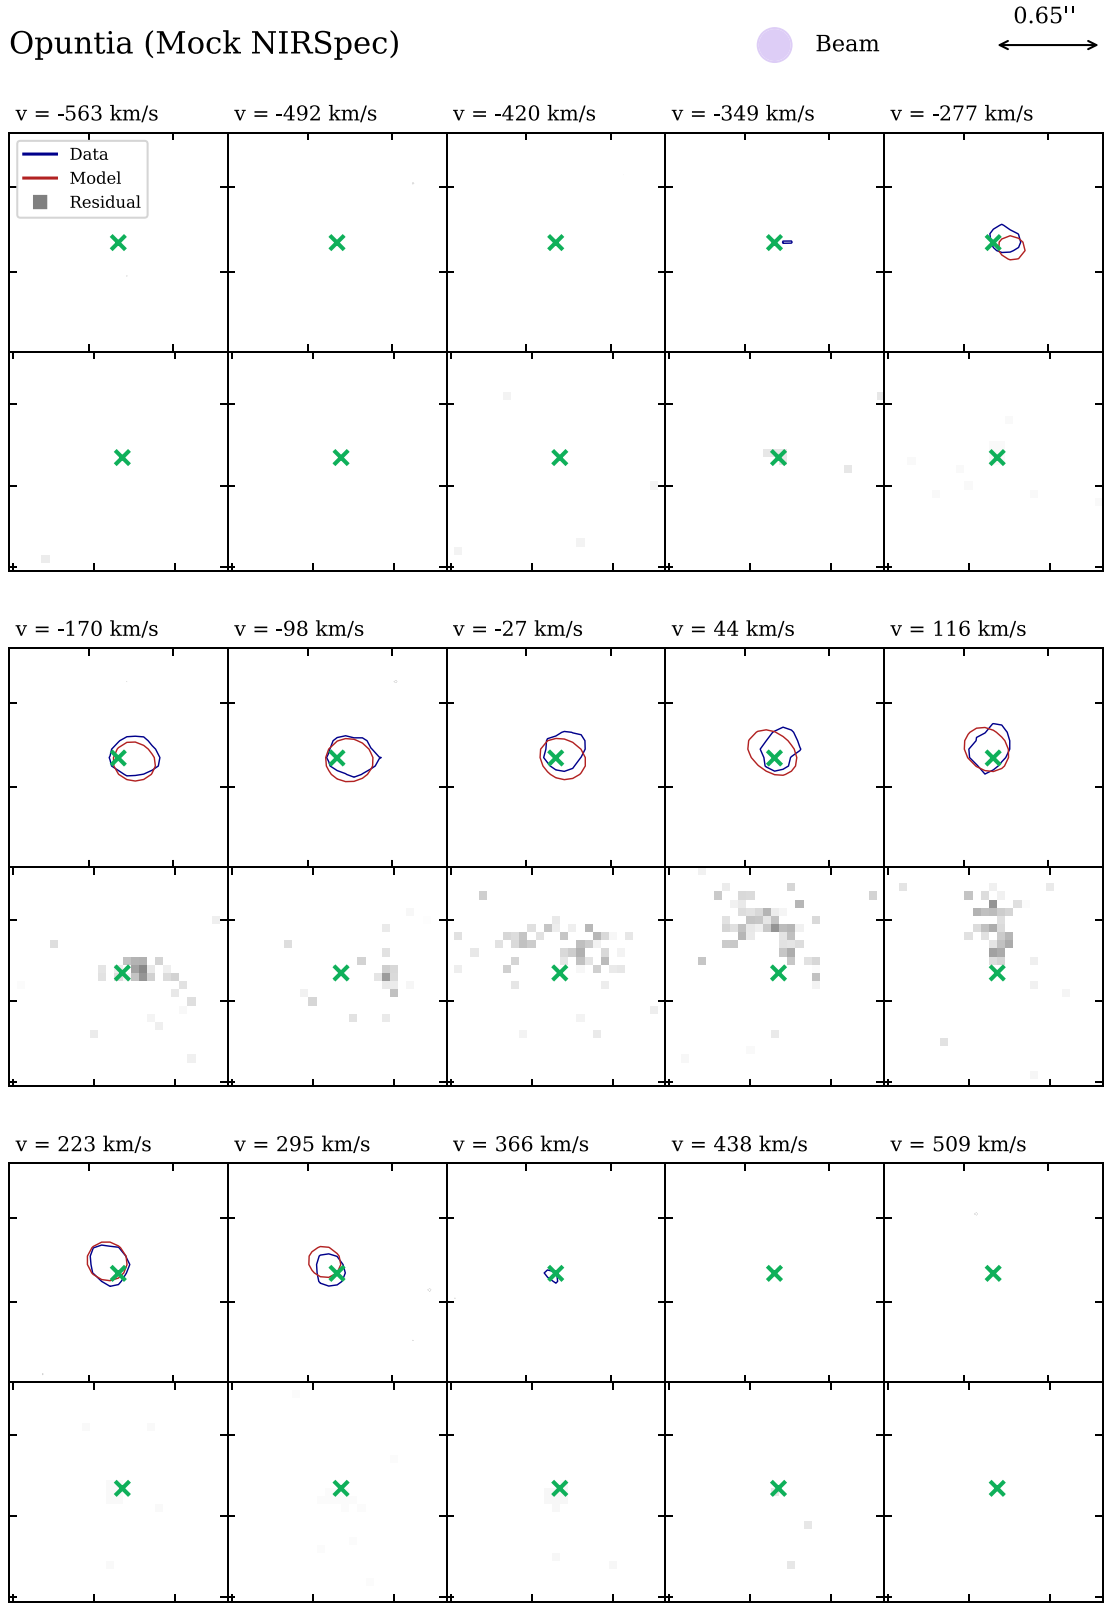 0.65''
Opuntia (Mock NIRSpec)
Beam
v = -563 km/s
v = -492 km/s
v = -420 km/s
v = -349 km/s
v = -277 km/s
Data
Model
Residual
v = -170 km/s
v = -98 km/s
v = -27 km/s
v = 44 km/s
v = 116 km/s
v = 223 km/s
v = 295 km/s
v = 366 km/s
v = 438 km/s
v = 509 km/s